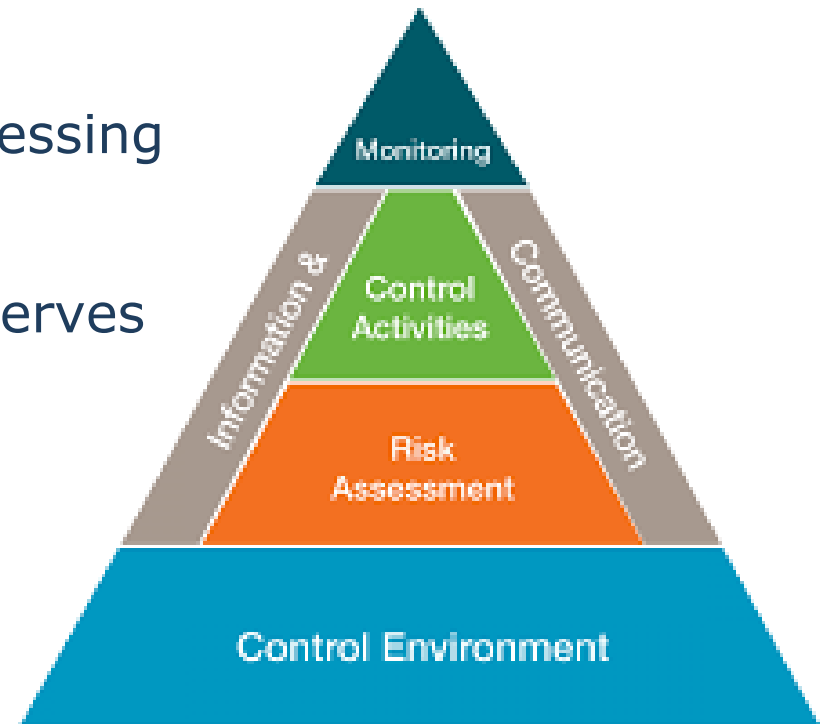 essing
Monitoring
erves
Information &
Communication
Control
Activities
Risk
Assessment
Control Environment